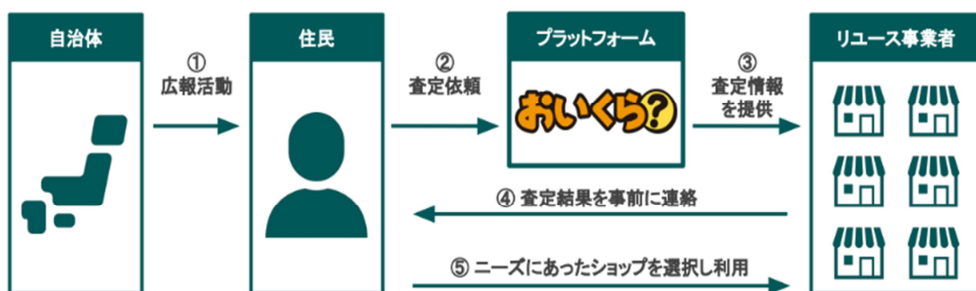 自治体
住民
プラットフォーム
リユース事業者
①
広報活動
②
査定依頼
おいくら?
③
査定情報
を提供
④ 査定結果を事前に連絡
⑤ ニーズにあったショップを選択し利用